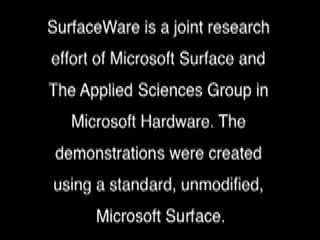 SurfaceWare is a joint research
effort of Microsoft Surface and
The Applied Sciences Group in
Microsoft Hardware. The
demonstrations were created
using a standard, unmodified,
Microsoft Surface.